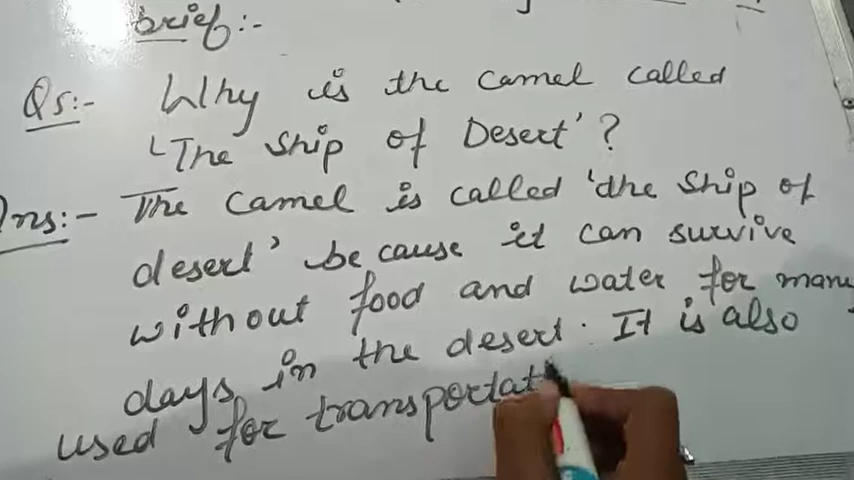 brief:-
Qs:- Why is the camel called
'The Ship of Desert'?
Ans:- The camel is called 'the ship of
desert' because it can survive
without food and water for many
days in the desert. It is also
used for transportat